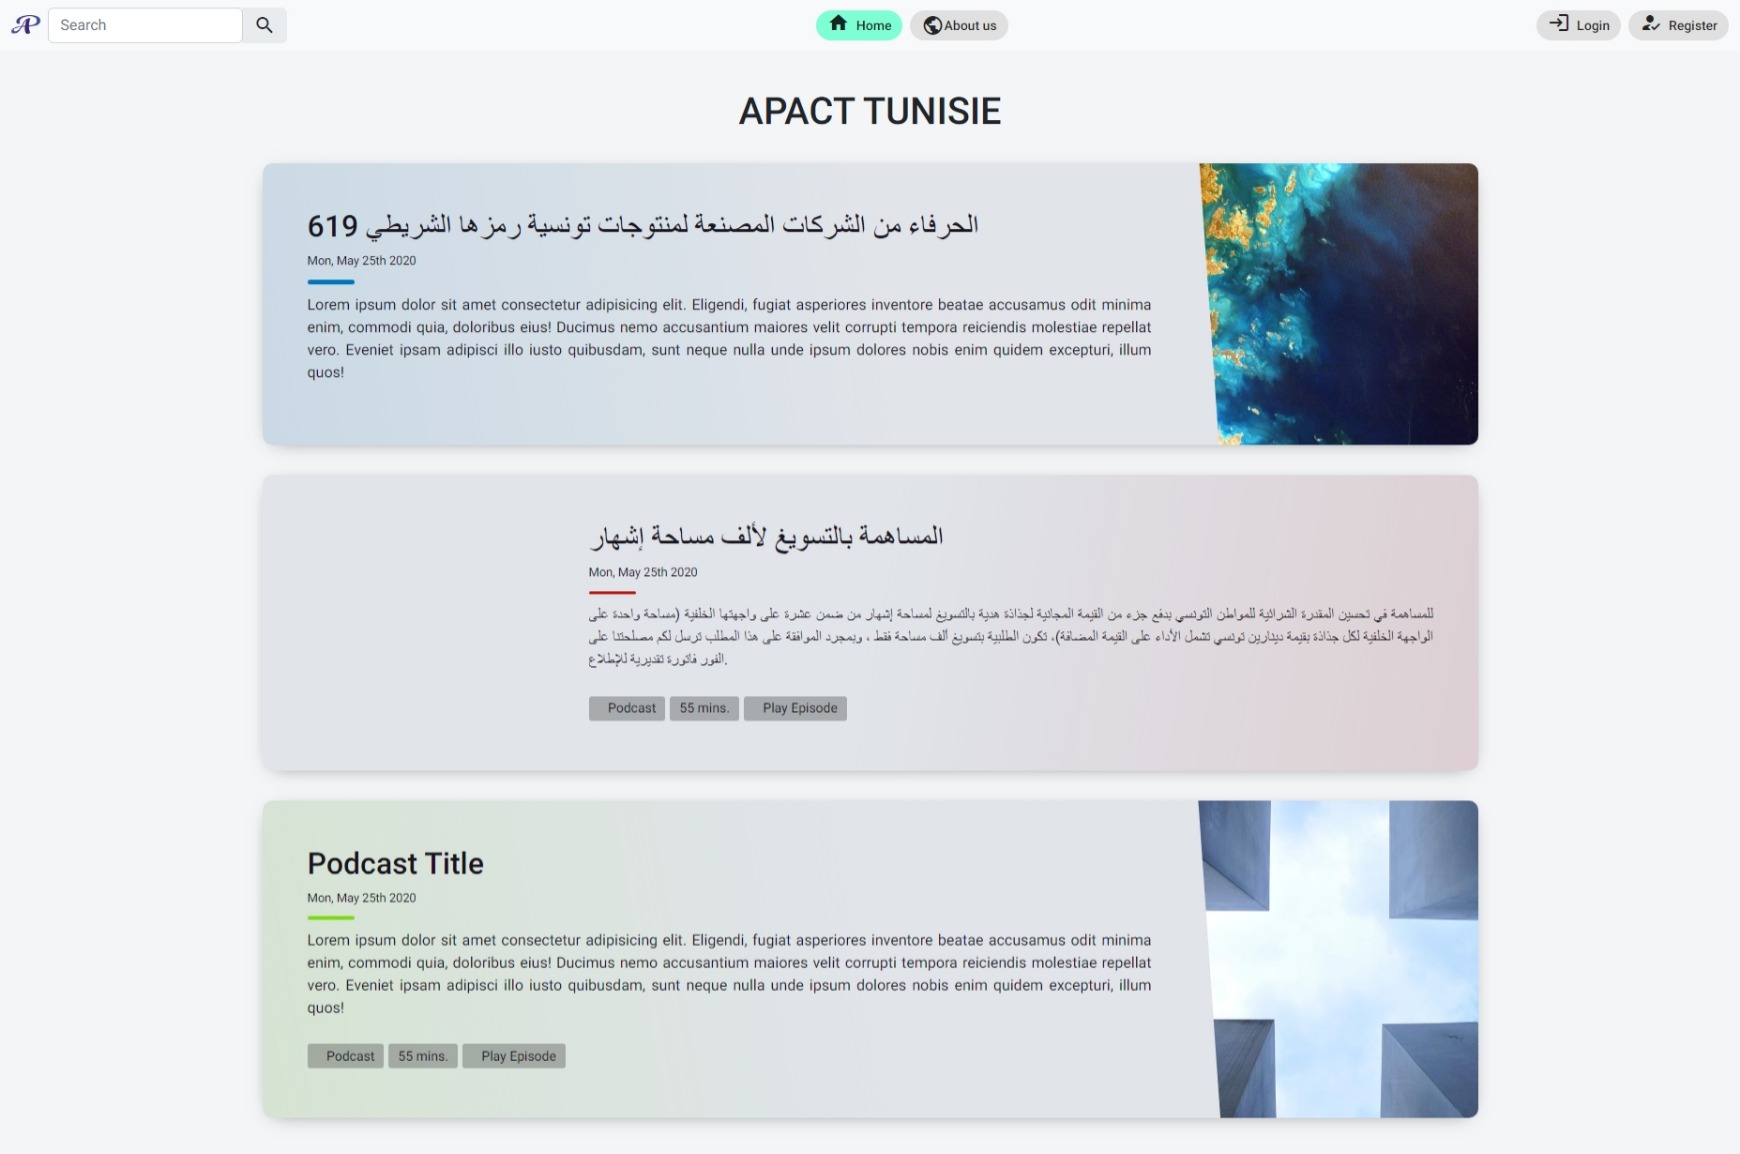 AP
Search
Home
About us
Login
Register
APACT TUNISIE
الحرفاء من الشركات المصنعة لمنتوجات تونسية رمزها الشريطي 619
Mon, May 25th 2020
Lorem ipsum dolor sit amet consectetur adipisicing elit. Eligendi, fugiat asperiores inventore beatae accusamus odit minima
enim, commodi quia, doloribus eius! Ducimus nemo accusantium maiores velit corrupti tempora reiciendis molestiae repellat
vero. Eveniet ipsam adipisci illo iusto quibusdam, sunt neque nulla unde ipsum dolores nobis enim quidem excepturi, illum
quos!
المساهمة بالتسويغ لألف مساحة إشهار
Mon, May 25th 2020
للمساهمة في تحسين المقدرة الشرائية للمواطن التونسي بدفع جزء من القيمة المجانية لجذاذة هدية بالتسويغ لمساحة إشهار من ضمن عشرة على واجهتها الخلفية (مساحة واحدة على
الواجهة الخلفية لكل جذاذة بقيمة دينارين تونسي تشمل الأداء على القيمة المضافة)، تكون الطلبية بتسويغ ألف مساحة فقط ، وبمجرد الموافقة على هذا المطلب ترسل لكم مصلحتنا على
الفور فاتورة تقديرية للإطلاع.
Podcast
55 mins.
Play Episode
Podcast Title
Mon, May 25th 2020
Lorem ipsum dolor sit amet consectetur adipisicing elit. Eligendi, fugiat asperiores inventore beatae accusamus odit minima
enim, commodi quia, doloribus eius! Ducimus nemo accusantium maiores velit corrupti tempora reiciendis molestiae repellat
vero. Eveniet ipsam adipisci illo iusto quibusdam, sunt neque nulla unde ipsum dolores nobis enim quidem excepturi, illum
quos!
Podcast
55 mins.
Play Episode